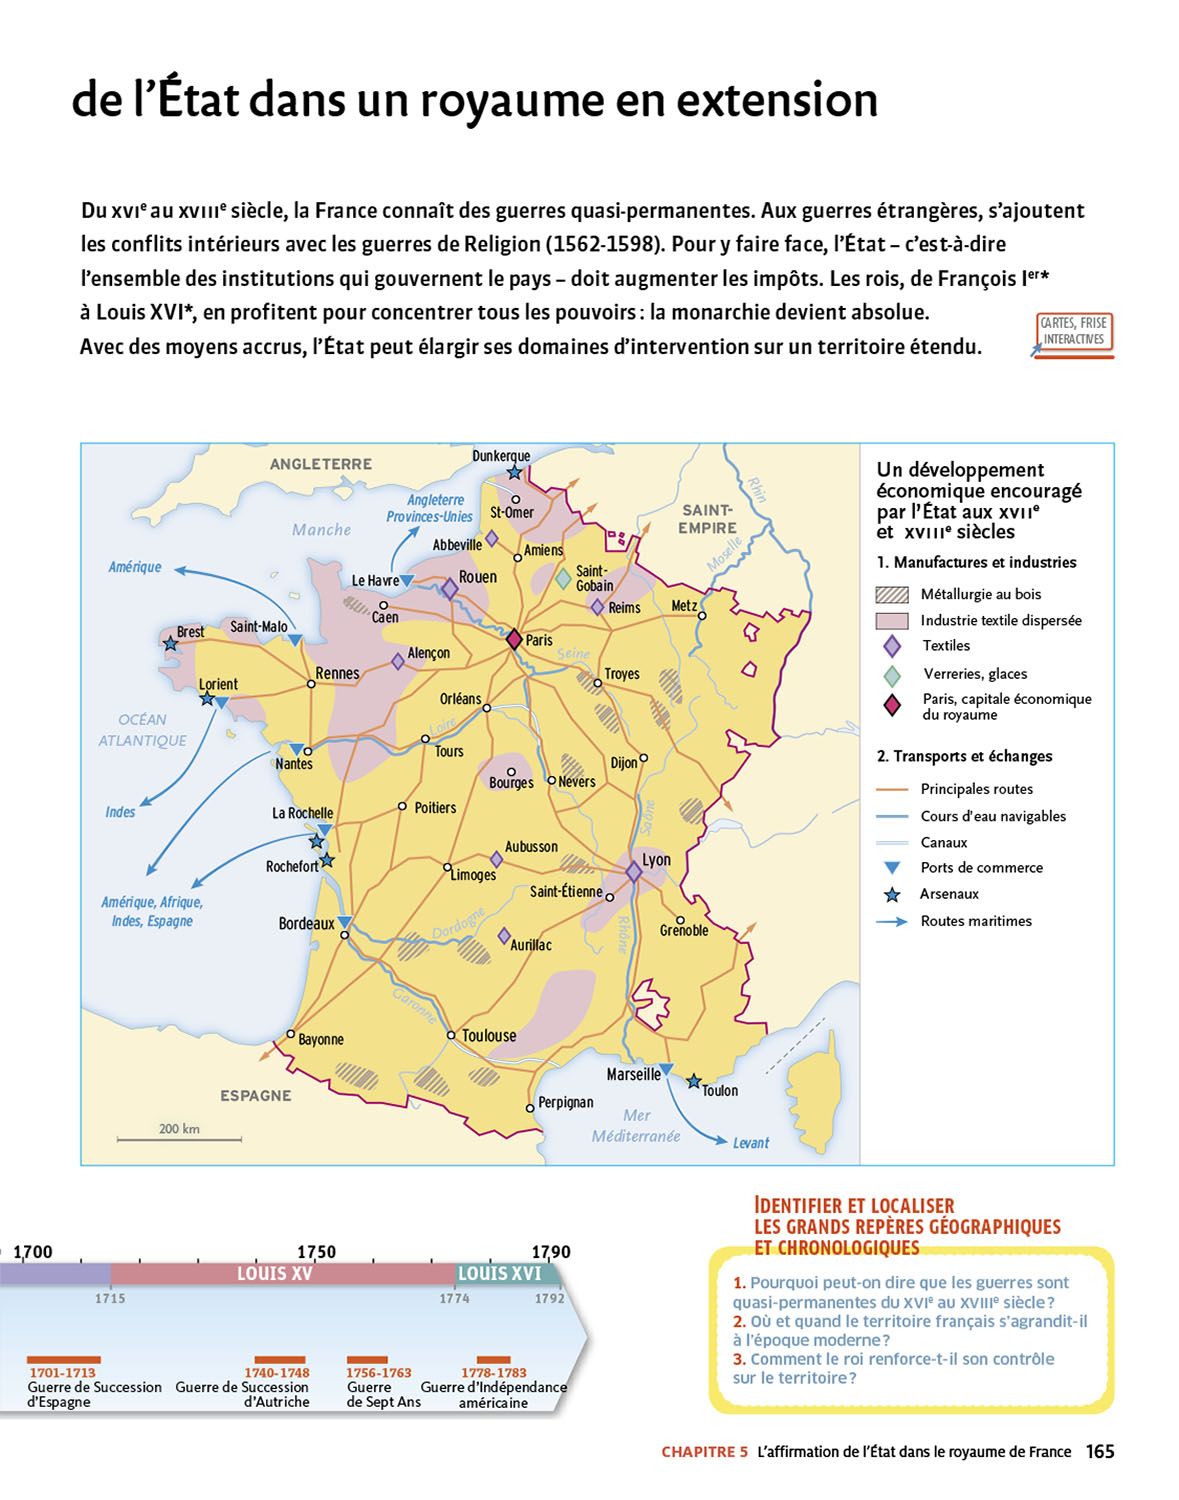 de l'État dans un royaume en extension
Du XVIe au XVIIIe siècle, la France connaît des guerres quasi-permanentes. Aux guerres étrangères, s'ajoutent
les conflits intérieurs avec les guerres de Religion (1562-1598). Pour y faire face, l'État – c'est-à-dire
l'ensemble des institutions qui gouvernent le pays – doit augmenter les impôts. Les rois, de François Ier*
à Louis XVI*, en profitent pour concentrer tous les pouvoirs : la monarchie devient absolue.
Avec des moyens accrus, l'État peut élargir ses domaines d'intervention sur un territoire étendu.
CARTES, FRISE
INTERACTIVES
ANGLETERRE
Dunkerque
Rhin
Angleterre
Provinces-Unies
St-Omer
SAINT-
EMPIRE
Manche
Abbeville
Amiens
Moselle
Amérique
Le Havre
Rouen
Saint-
Gobain
Caen
Reims
Metz
Brest
Saint-Malo
Paris
Seine
Alençon
Rennes
Troyes
Lorient
Orléans
OCÉAN
ATLANTIQUE
Loire
Tours
Nantes
Dijon
Bourges
Nevers
Indes
La Rochelle
Poitiers
Saône
Aubusson
Lyon
Rochefort
Limoges
Saint-Étienne
Amérique, Afrique,
Indes, Espagne
Bordeaux
Dordogne
Rhône
Grenoble
Aurillac
Garonne
Bayonne
Toulouse
Marseille
Toulon
ESPAGNE
Perpignan
Mer
Méditerranée
Levant
200 km
Un développement
économique encouragé
par l'État aux XVIIe
et XVIIIe siècles
1. Manufactures et industries
Métallurgie au bois
Industrie textile dispersée
Textiles
Verreries, glaces
Paris, capitale économique
du royaume
2. Transports et échanges
Principales routes
Cours d'eau navigables
Canaux
Ports de commerce
Arsenaux
Routes maritimes
1700 1750 1790
LOUIS XV LOUIS XVI
1715 1774 1792
1701-1713
Guerre de Succession
d'Espagne
1740-1748
Guerre de Succession
d'Autriche
1756-1763
Guerre
de Sept Ans
1778-1783
Guerre d'Indépendance
américaine
IDENTIFIER ET LOCALISER
LES GRANDS REPÈRES GÉOGRAPHIQUES
ET CHRONOLOGIQUES
1. Pourquoi peut-on dire que les guerres sont
quasi-permanentes du XVIe au XVIIIe siècle ?
2. Où et quand le territoire français s'agrandit-il
à l'époque moderne ?
3. Comment le roi renforce-t-il son contrôle
sur le territoire ?
CHAPITRE 5 L'affirmation de l'État dans le royaume de France 165